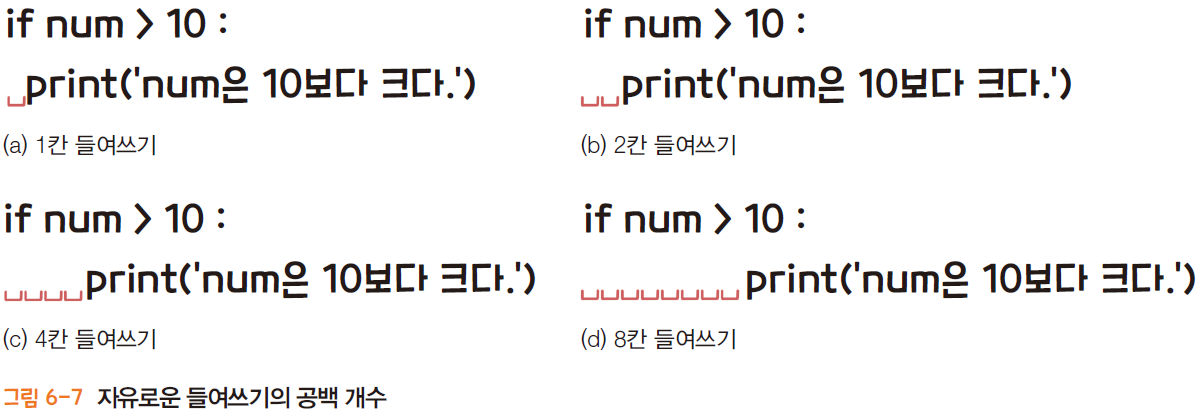 if num > 10 :
␣print('num은 10보다 크다.')
(a) 1칸 들여쓰기
if num > 10 :
␣␣print('num은 10보다 크다.')
(b) 2칸 들여쓰기
if num > 10 :
␣␣␣␣print('num은 10보다 크다.')
(c) 4칸 들여쓰기
if num > 10 :
␣␣␣␣␣␣␣␣print('num은 10보다 크다.')
(d) 8칸 들여쓰기
그림 6-7 자유로운 들여쓰기의 공백 개수